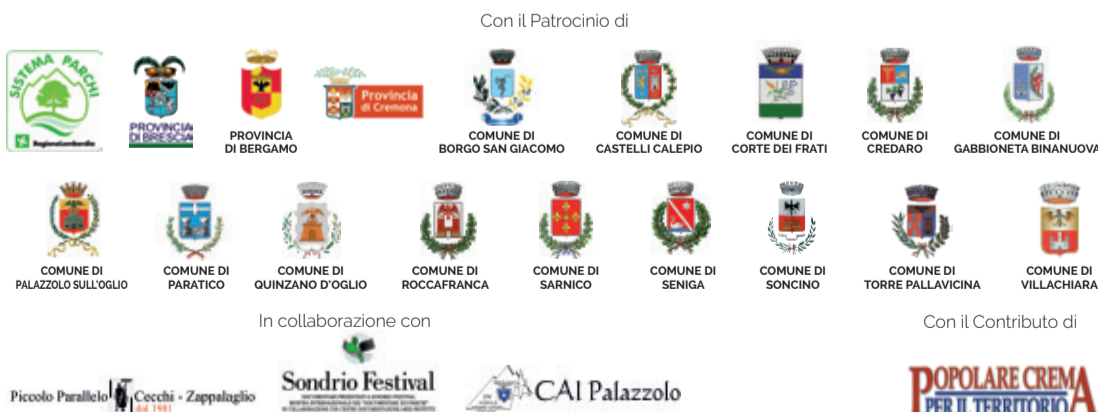 Con il Patrocinio di
SISTEMA PARCHI
RegioneLombardia
PROVINCIA
DI BRESCIA
PROVINCIA
DI BERGAMO
Provincia
di Cremona
COMUNE DI
BORGO SAN GIACOMO
COMUNE DI
CASTELLI CALEPIO
COMUNE DI
CORTE DEI FRATI
COMUNE DI
CREDARO
COMUNE DI
GABBIONETA BINANUOVA
COMUNE DI
PALAZZOLO SULL'OGLIO
COMUNE DI
PARATICO
COMUNE DI
QUINZANO D'OGLIO
COMUNE DI
ROCCAFRANCA
COMUNE DI
SARNICO
COMUNE DI
SENIGA
COMUNE DI
SONCINO
COMUNE DI
TORRE PALLAVICINA
COMUNE DI
VILLACHIARA
In collaborazione con
Con il Contributo di
Piccolo Parallelo Cecchi - Zappalaglio
dal 1981
Sondrio Festival
CAI Palazzolo
POPOLARE CREMA
PER IL TERRITORIO